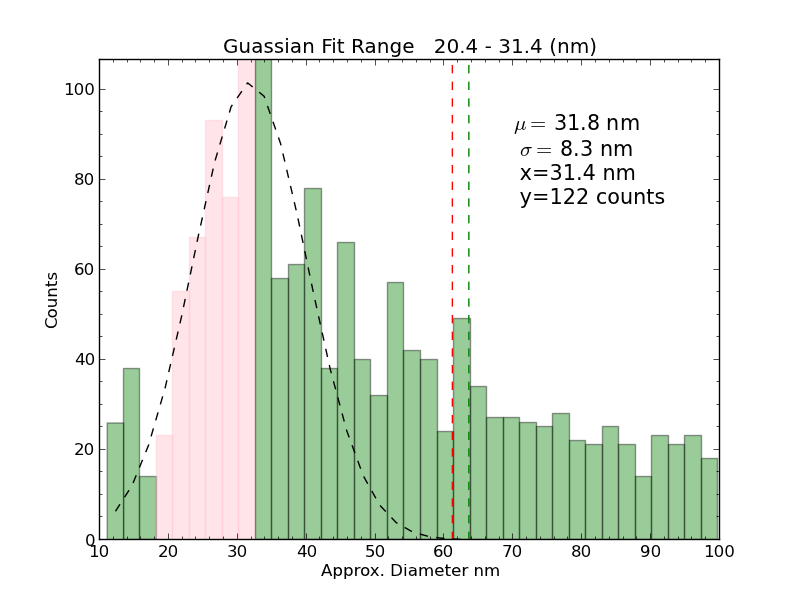 Guassian Fit Range 20.4 - 31.4 (nm)
μ = 31.8 nm
σ = 8.3 nm
x=31.4 nm
y=122 counts
Counts
100
80
60
40
20
0
10 20 30 40 50 60 70 80 90 100
Approx. Diameter nm